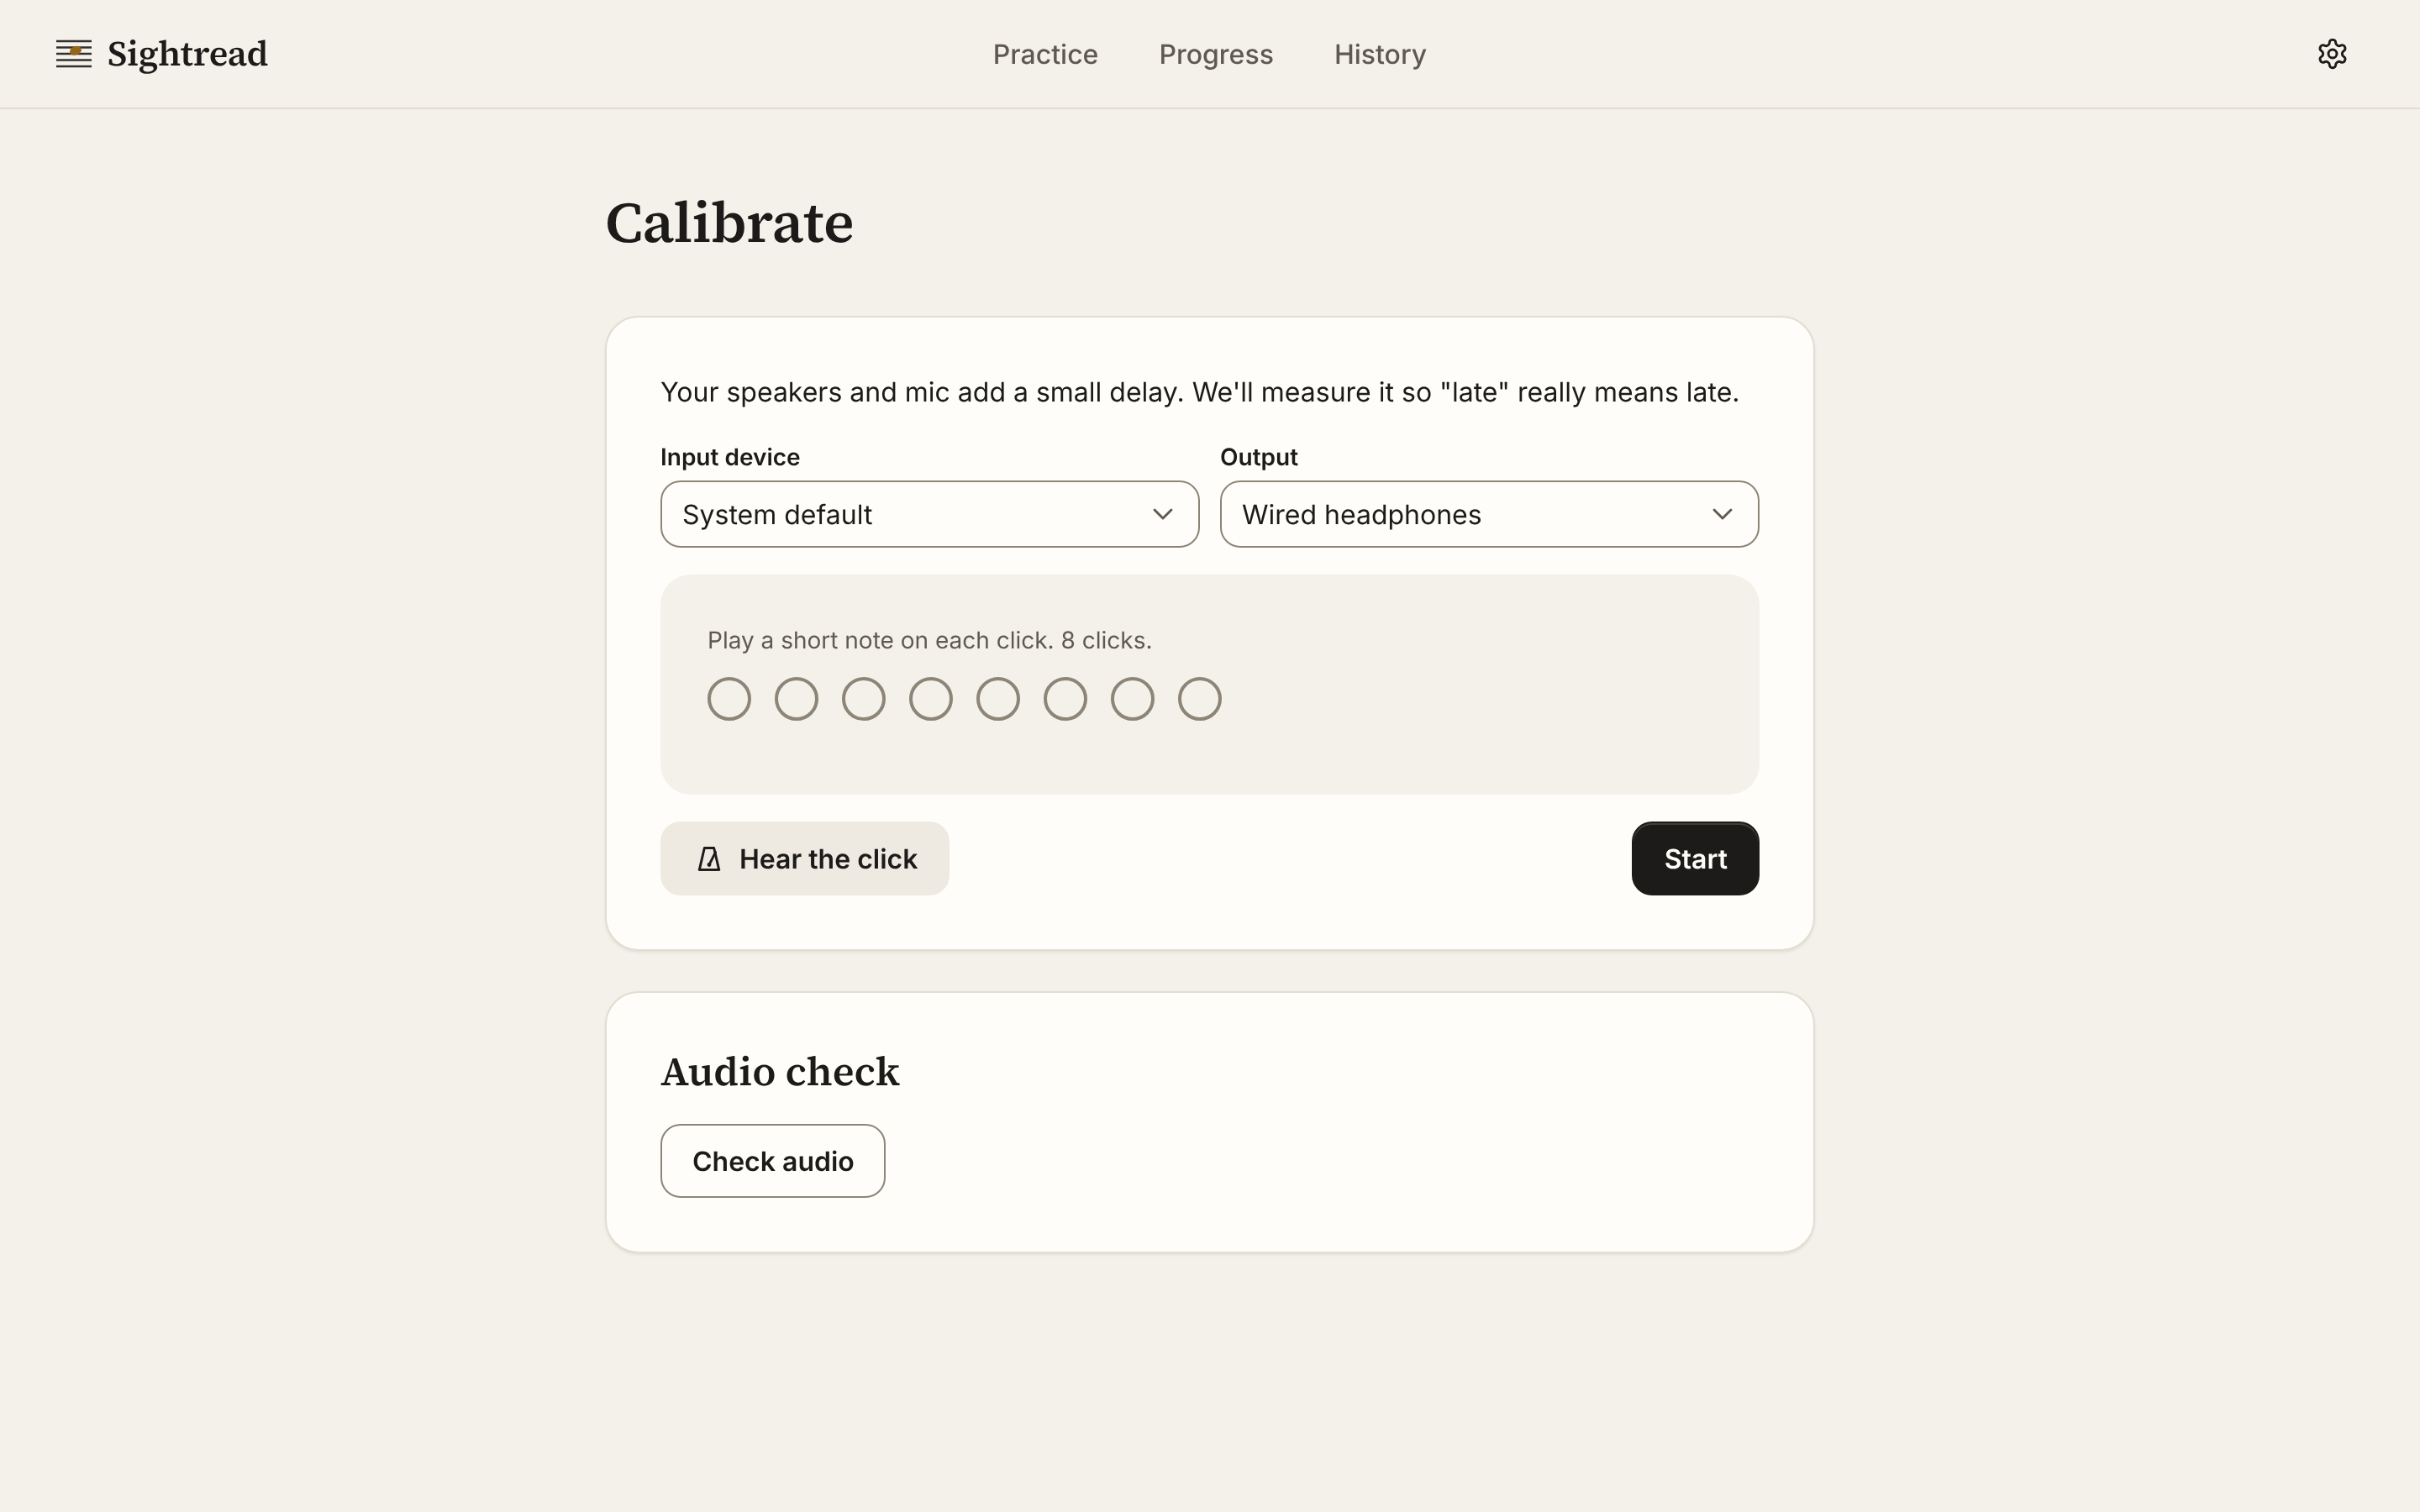 Sightread
Practice
Progress
History
Calibrate
Your speakers and mic add a small delay. We'll measure it so "late" really means late.
Input device
Output
System default
Wired headphones
Play a short note on each click. 8 clicks.
Hear the click
Start
Audio check
Check audio